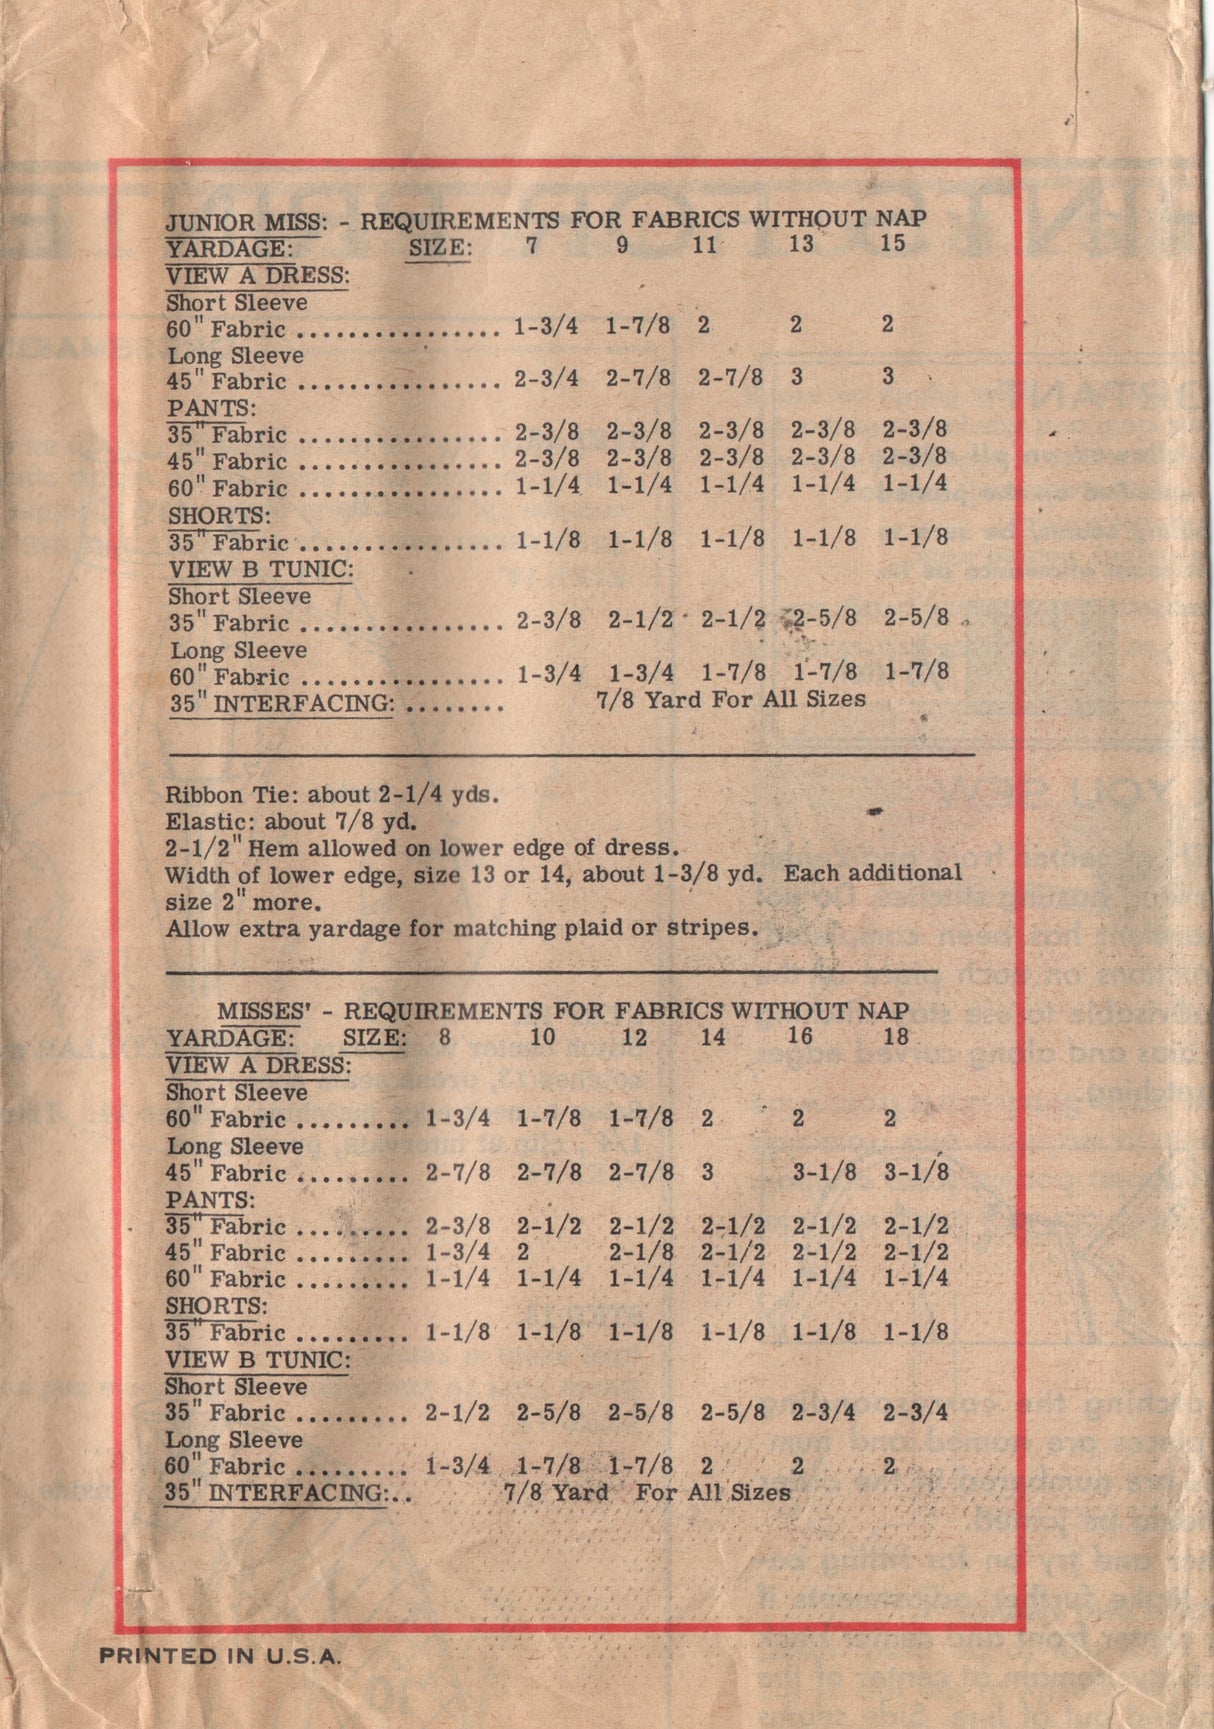 JUNIOR MISS: - REQUIREMENTS FOR FABRICS WITHOUT NAP
YARDAGE: SIZE: 7 9 11 13 15
VIEW A DRESS:
Short Sleeve
60" Fabric ................ 1-3/4 1-7/8 2 2 2
Long Sleeve
45" Fabric ................ 2-3/4 2-7/8 2-7/8 3 3
PANTS:
35" Fabric ................ 2-3/8 2-3/8 2-3/8 2-3/8 2-3/8
45" Fabric ................ 2-3/8 2-3/8 2-3/8 2-3/8 2-3/8
60" Fabric ................ 1-1/4 1-1/4 1-1/4 1-1/4 1-1/4
SHORTS:
35" Fabric ................ 1-1/8 1-1/8 1-1/8 1-1/8 1-1/8
VIEW B TUNIC:
Short Sleeve
35" Fabric ................ 2-3/8 2-1/2 2-1/2 2-5/8 2-5/8
Long Sleeve
60" Fabric ................ 1-3/4 1-3/4 1-7/8 1-7/8 1-7/8
35" INTERFACING: ........ 7/8 Yard For All Sizes
Ribbon Tie: about 2-1/4 yds.
Elastic: about 7/8 yd.
2-1/2" Hem allowed on lower edge of dress.
Width of lower edge, size 13 or 14, about 1-3/8 yd. Each additional
size 2" more.
Allow extra yardage for matching plaid or stripes.
MISSES' - REQUIREMENTS FOR FABRICS WITHOUT NAP
YARDAGE: SIZE: 8 10 12 14 16 18
VIEW A DRESS:
Short Sleeve
60" Fabric ......... 1-3/4 1-7/8 1-7/8 2 2 2
Long Sleeve
45" Fabric ......... 2-7/8 2-7/8 2-7/8 3 3-1/8 3-1/8
PANTS:
35" Fabric ......... 2-3/8 2-1/2 2-1/2 2-1/2 2-1/2 2-1/2
45" Fabric ......... 1-3/4 2 2-1/8 2-1/2 2-1/2 2-1/2
60" Fabric ......... 1-1/4 1-1/4 1-1/4 1-1/4 1-1/4 1-1/4
SHORTS:
35" Fabric ......... 1-1/8 1-1/8 1-1/8 1-1/8 1-1/8 1-1/8
VIEW B TUNIC:
Short Sleeve
35" Fabric ......... 2-1/2 2-5/8 2-5/8 2-5/8 2-3/4 2-3/4
Long Sleeve
60" Fabric ......... 1-3/4 1-7/8 1-7/8 2 2 2
35" INTERFACING:.. 7/8 Yard For All Sizes
PRINTED IN U.S.A.